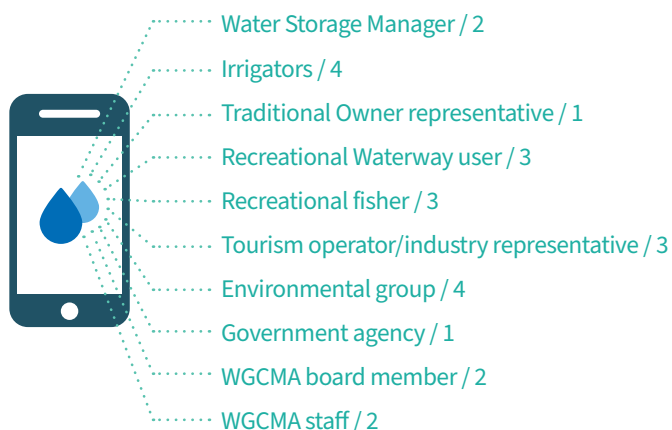 Water Storage Manager / 2
Irrigators / 4
Traditional Owner representative / 1
Recreational Waterway user / 3
Recreational fisher / 3
Tourism operator/industry representative / 3
Environmental group / 4
Government agency / 1
WGCMA board member / 2
WGCMA staff / 2